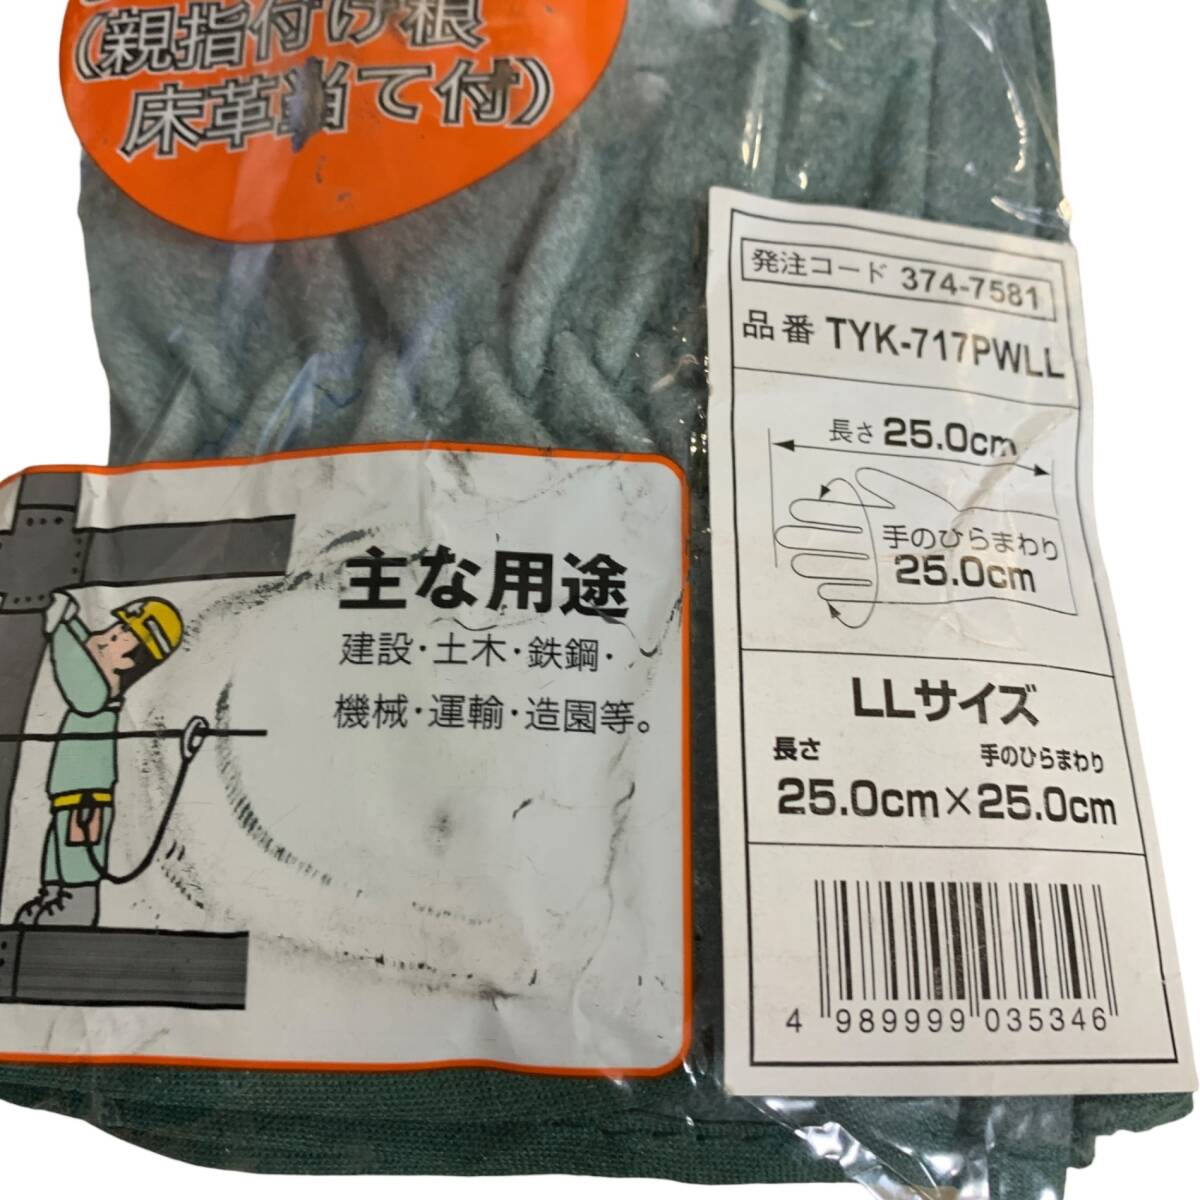 (親指付け根
床革当て付)
発注コード 374-7581
品番 TYK-717PWLL
長さ 25.0cm
手のひらまわり
25.0cm
LLサイズ
長さ 手のひらまわり
25.0cm×25.0cm
4 989999 035346
主な用途
建設・土木・鉄鋼・
機械・運輸・造園等。